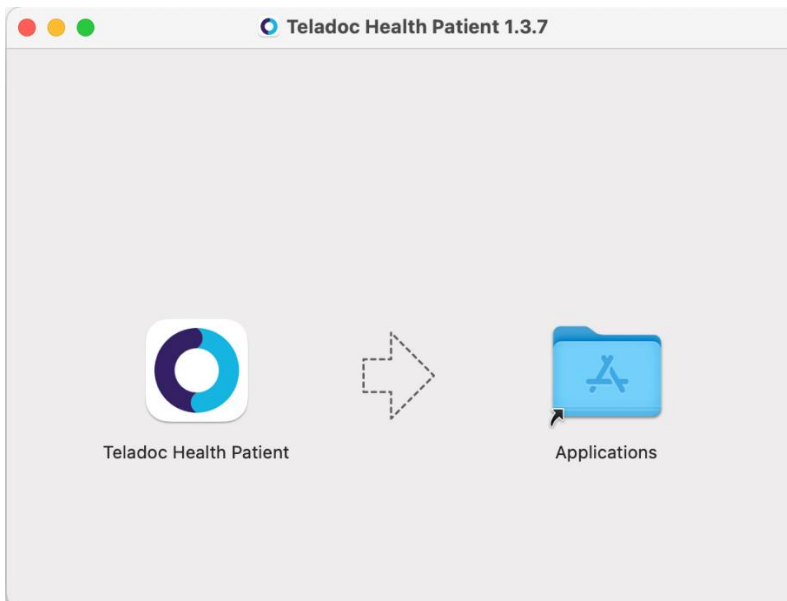 Teladoc Health Patient 1.3.7
Teladoc Health Patient
Applications